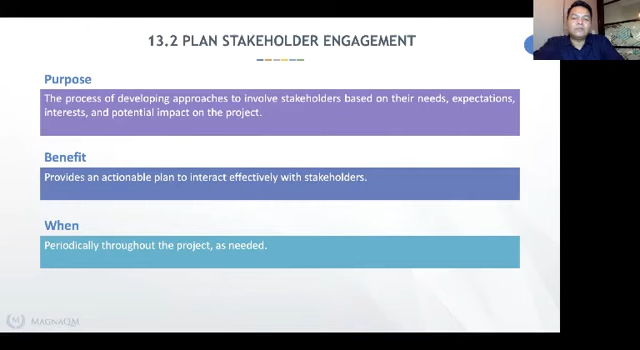 13.2 PLAN STAKEHOLDER ENGAGEMENT
Purpose
The process of developing approaches to involve stakeholders based on their needs, expectations,
interests, and potential impact on the project.
Benefit
Provides an actionable plan to interact effectively with stakeholders.
When
Periodically throughout the project, as needed.
M MAGNAQM